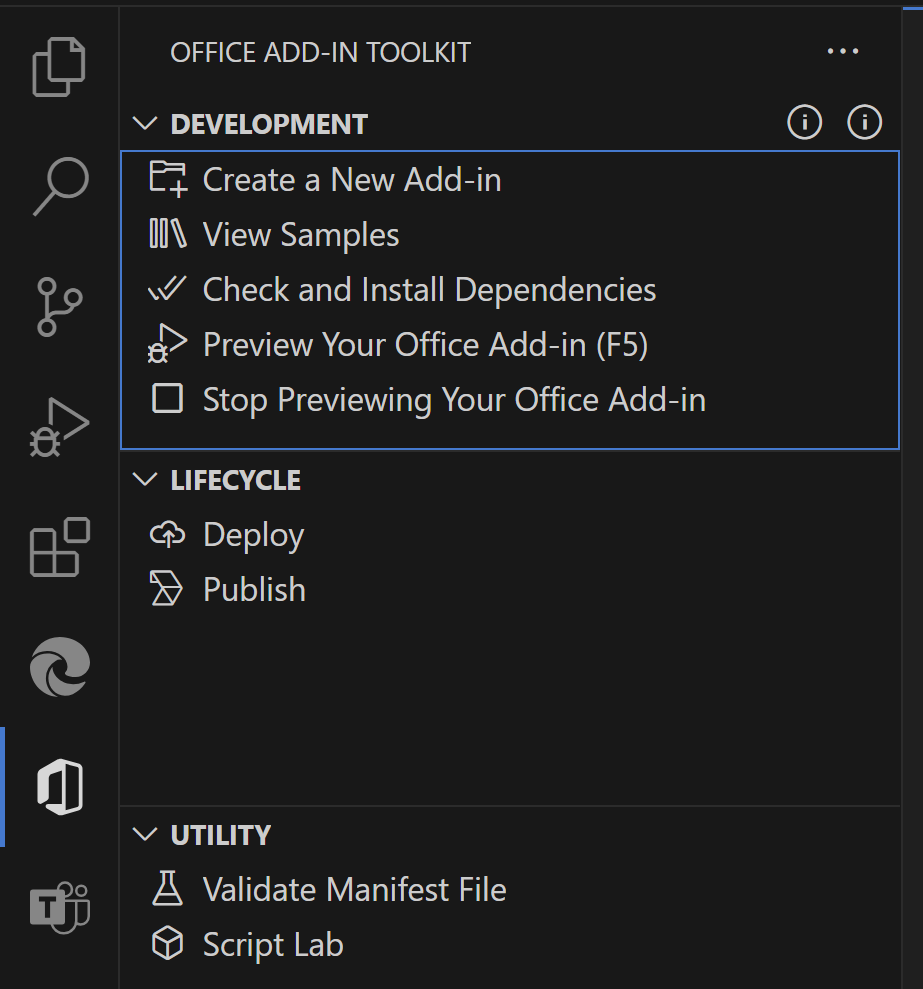 OFFICE ADD-IN TOOLKIT
DEVELOPMENT
Create a New Add-in
View Samples
Check and Install Dependencies
Preview Your Office Add-in (F5)
Stop Previewing Your Office Add-in
LIFECYCLE
Deploy
Publish
UTILITY
Validate Manifest File
Script Lab
T